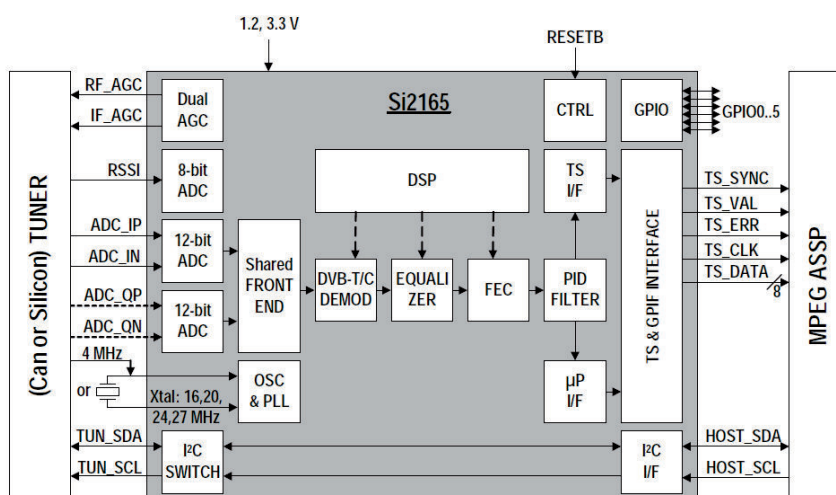 1.2, 3.3 V
RESETB
(Can or Silicon) TUNER
RF_AGC
IF_AGC
Dual
AGC
Si2165
CTRL
GPIO
GPIO0..5
MPEG ASSP
RSSI
8-bit
ADC
DSP
TS
I/F
TS & GPIF INTERFACE
TS_SYNC
TS_VAL
TS_ERR
TS_CLK
TS_DATA
8
ADC_IP
ADC_IN
12-bit
ADC
Shared
FRONT
END
DVB-T/C
DEMOD
EQUALI
ZER
FEC
PID
FILTER
ADC_QP
ADC_QN
12-bit
ADC
4 MHz
or
Xtal: 16,20,
24,27 MHz
OSC
& PLL
µP
I/F
TUN_SDA
TUN_SCL
I²C
SWITCH
I²C
I/F
HOST_SDA
HOST_SCL